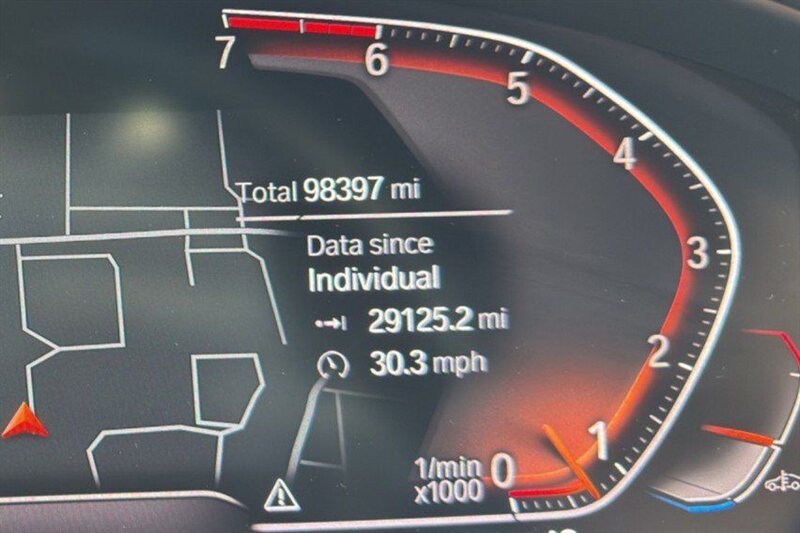 7
6
5
4
3
2
1
0
Total 98397 mi
Data since
Individual
29125.2 mi
30.3 mph
1/min
x1000